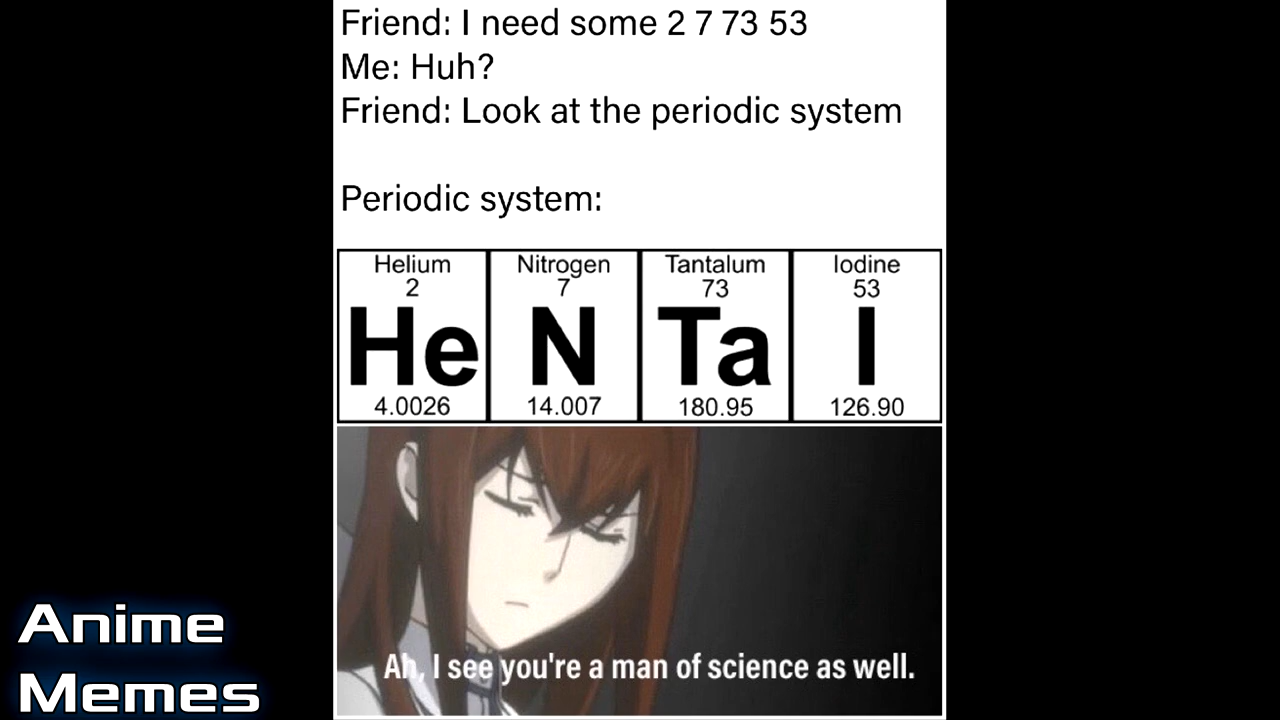 Friend: I need some 2 7 73 53
Me: Huh?
Friend: Look at the periodic system
Periodic system:
Helium Nitrogen Tantalum Iodine
2 7 73 53
He N Ta I
4.0026 14.007 180.95 126.90
Ah, I see you're a man of science as well.
Anime
Memes